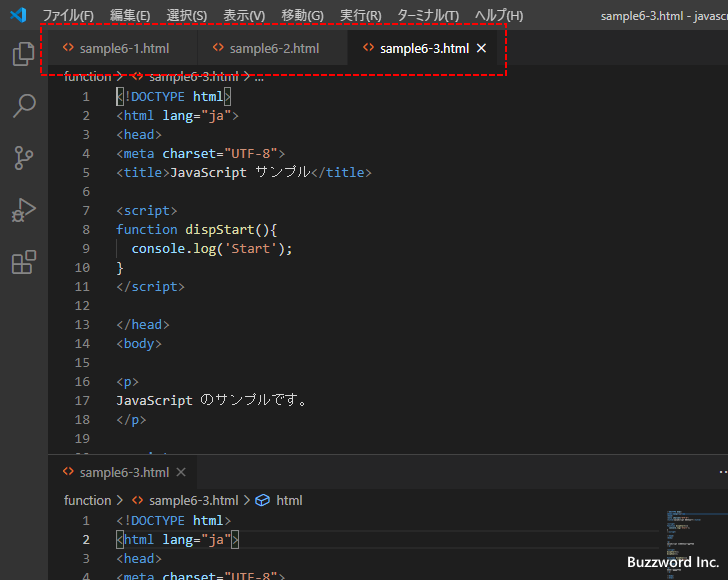 ファイル(F) 編集(E) 選択(S) 表示(V) 移動(G) 実行(R) ターミナル(T) ヘルプ(H) sample6-3.html - javasc
sample6-1.html sample6-2.html sample6-3.html
function > sample6-3.html > ...
1 <!DOCTYPE html>
2 <html lang="ja">
3 <head>
4 <meta charset="UTF-8">
5 <title>JavaScript サンプル</title>
6
7 <script>
8 function dispStart(){
9 console.log('Start');
10 }
11 </script>
12
13 </head>
14 <body>
15
16 <p>
17 JavaScript のサンプルです。
18 </p>
19
sample6-3.html
function > sample6-3.html > html
1 <!DOCTYPE html>
2 <html lang="ja">
3 <head>
4 <meta charset="UTF-8">
Buzzword Inc.